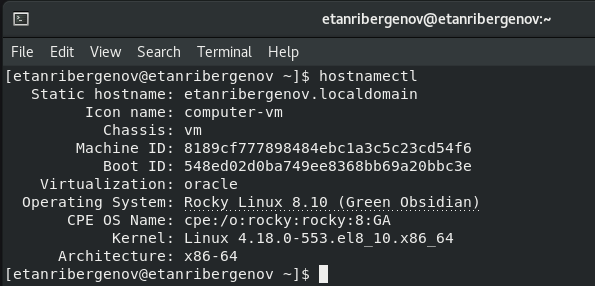 etanribergenov@etanribergenov:~
File Edit View Search Terminal Help
[etanribergenov@etanribergenov ~]$ hostnamectl
Static hostname: etanribergenov.localdomain
Icon name: computer-vm
Chassis: vm
Machine ID: 8189cf777898484ebc1a3c5c23cd54f6
Boot ID: 548ed02d0ba749ee8368bb69a20bbc3e
Virtualization: oracle
Operating System: Rocky Linux 8.10 (Green Obsidian)
CPE OS Name: cpe:/o:rocky:rocky:8:GA
Kernel: Linux 4.18.0-553.el8_10.x86_64
Architecture: x86-64
[etanribergenov@etanribergenov ~]$